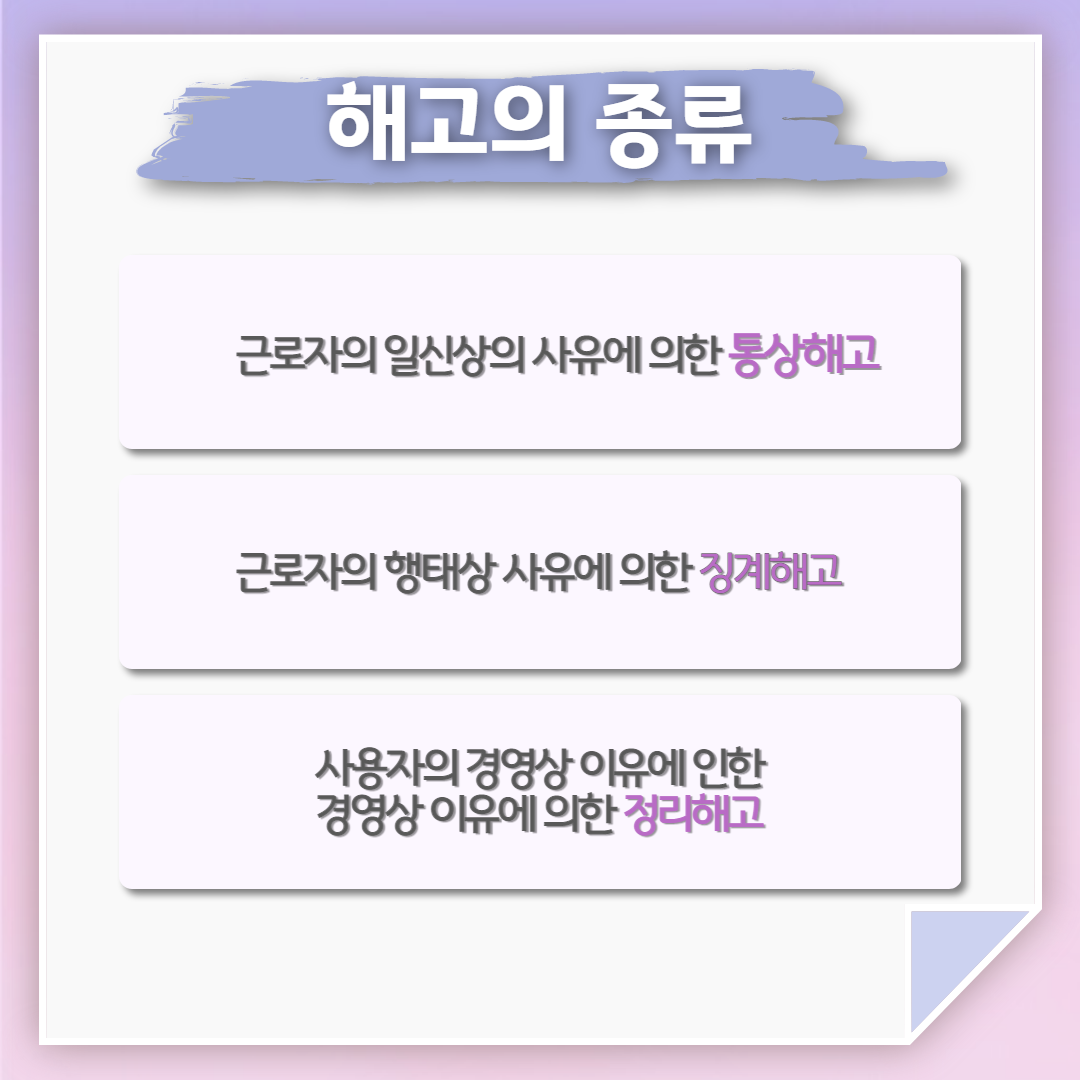 해고의 종류
근로자의 일신상의 사유에 의한 통상해고
근로자의 행태상 사유에 의한 징계해고
사용자의 경영상 이유에 인한
경영상 이유에 의한 정리해고